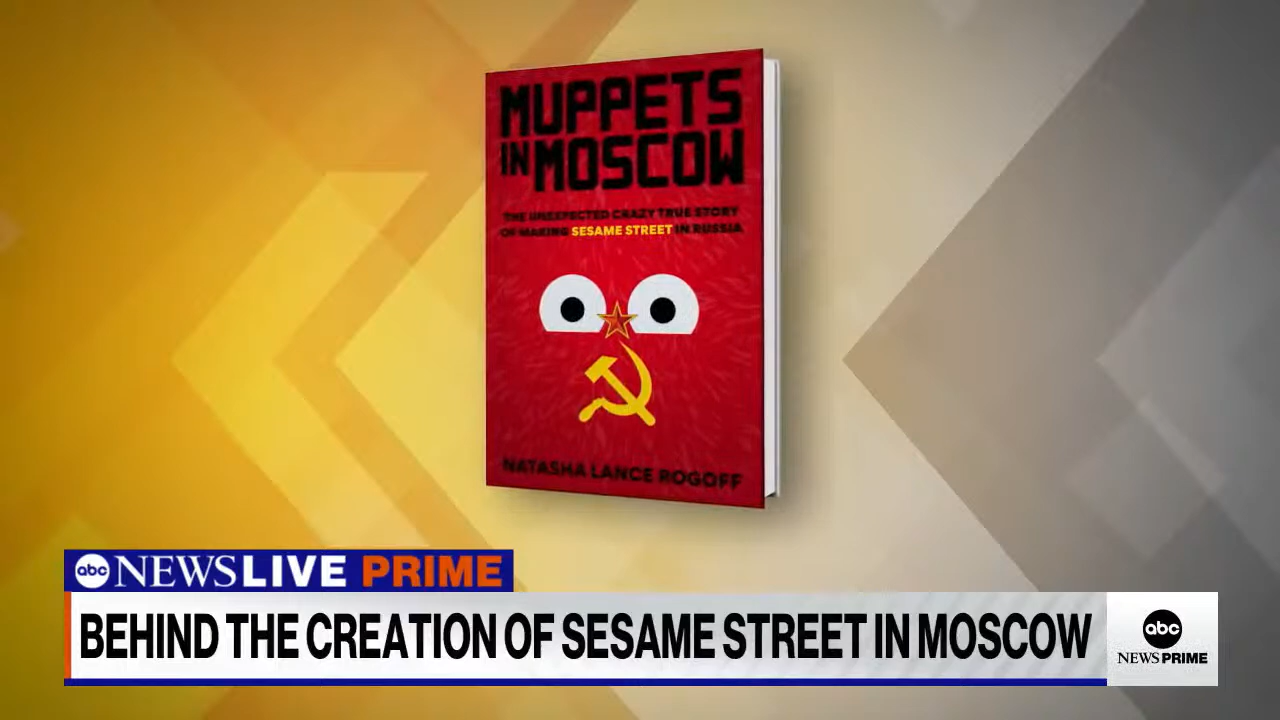 MUPPETS
IN MOSCOW
THE UNEXPECTED CRAZY TRUE STORY
OF MAKING SESAME STREET IN RUSSIA
NATASHA LANCE ROGOFF
abc NEWS LIVE PRIME
BEHIND THE CREATION OF SESAME STREET IN MOSCOW
abc
NEWS PRIME